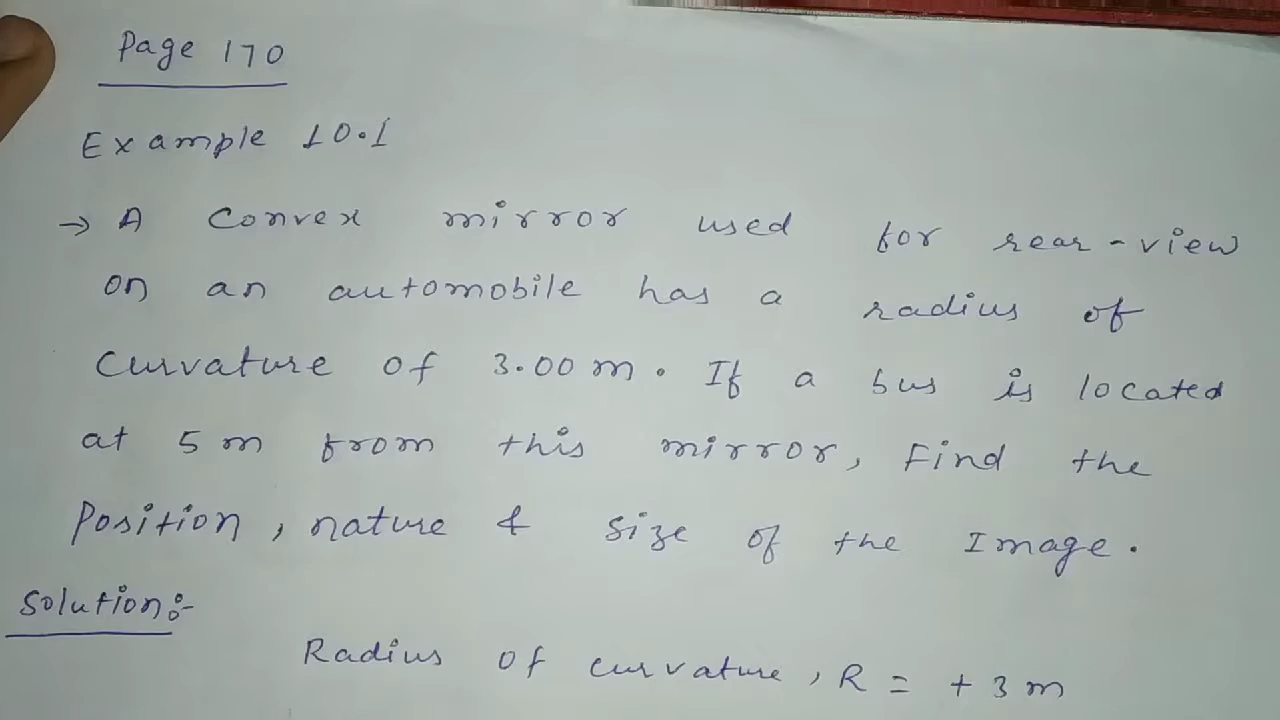 Page 170
Example 10.1
→ A convex mirror used for rear-view
on an automobile has a radius of
curvature of 3.00 m. If a bus is located
at 5 m from this mirror, Find the
Position, nature & size of the Image.
Solution:-
Radius of curvature, R = + 3 m